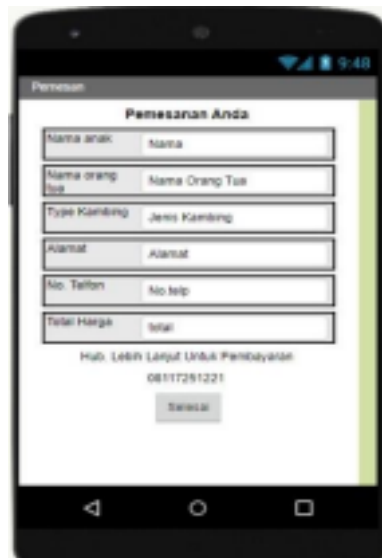 9:48
Pemesan
Pemesanan Anda
Nama anak
Nama
Nama orang
tua
Nama Orang Tua
Type Kambing
Jenis Kambing
Alamat
Alamat
No. Telfon
No.telp
Total Harga
total
Hub. Lebih Lanjut Untuk Pembayaran
08117251221
Selesai